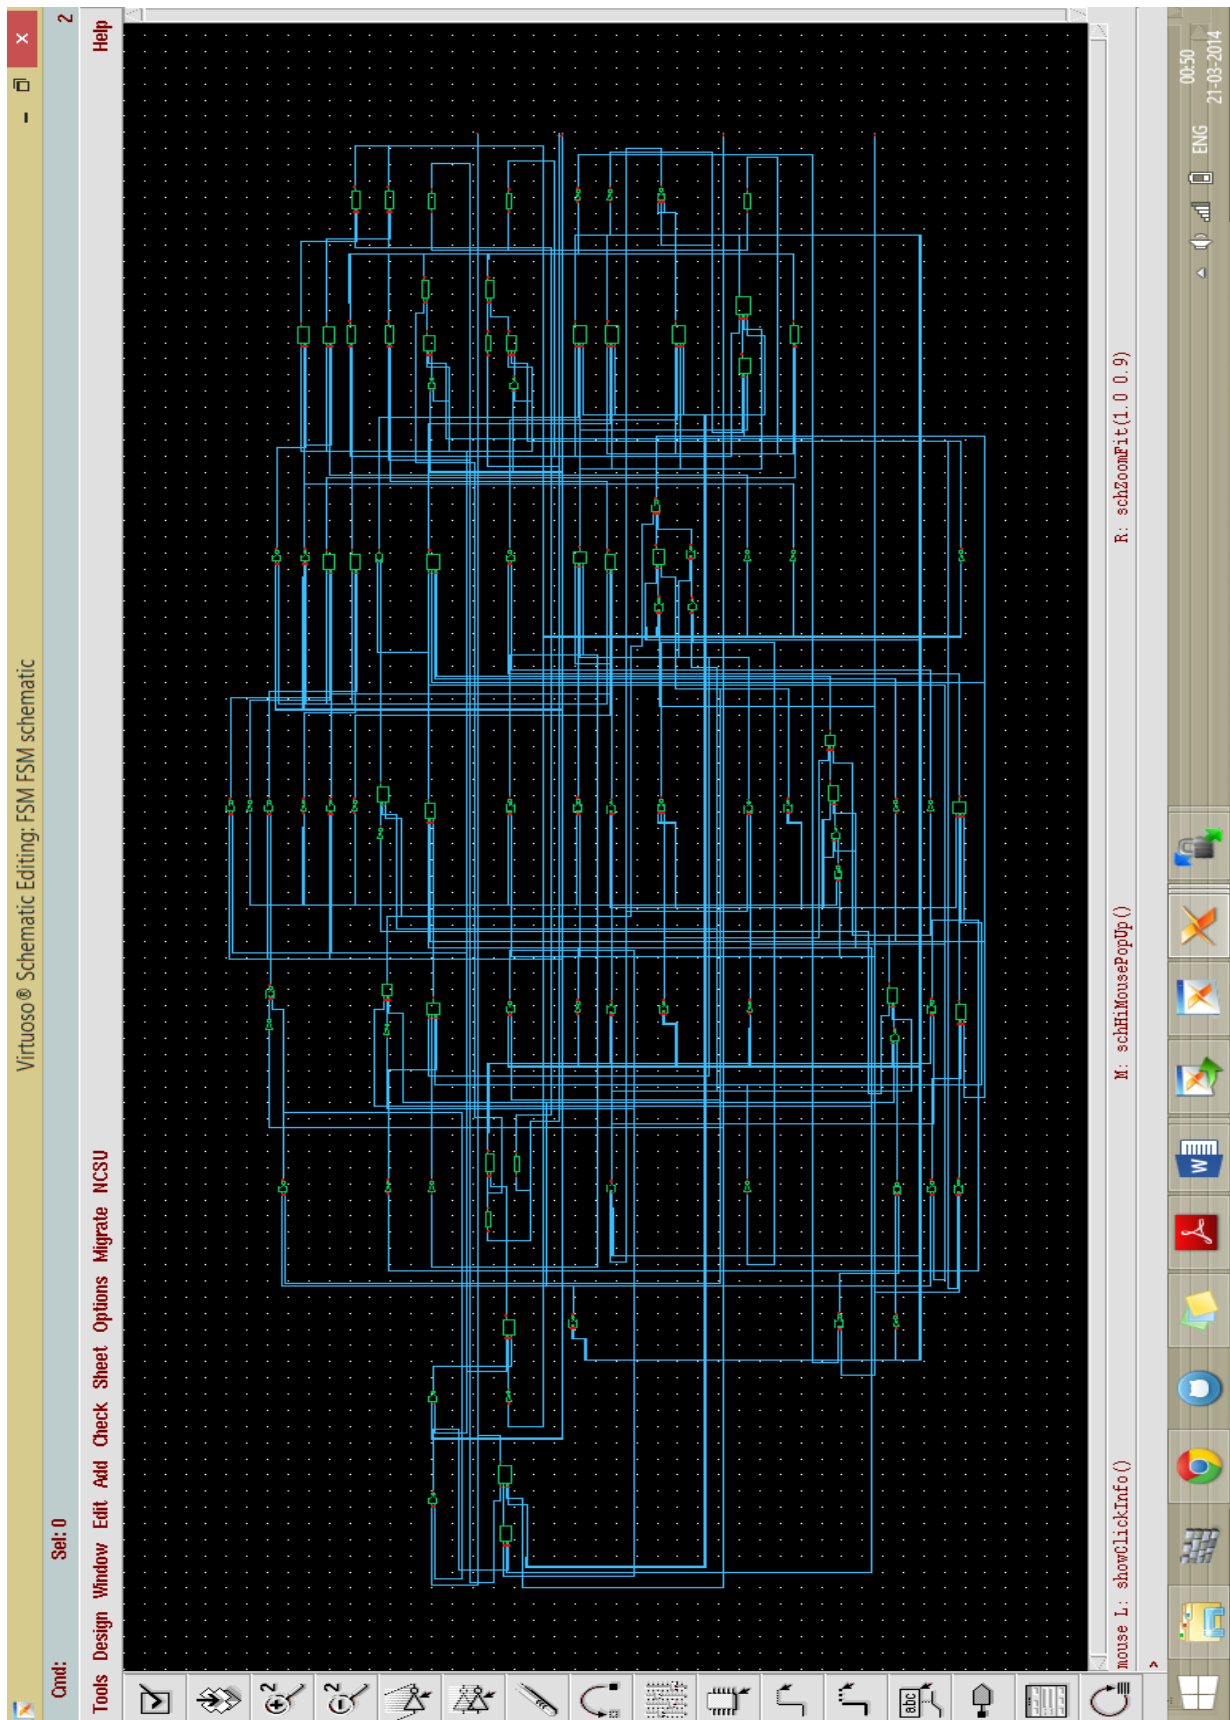 Virtuoso® Schematic Editing: FSM FSM schematic
Cmd: Sel: 0 2
Tools Design Window Edit Add Check Sheet Options Migrate NCSU Help
abc
mouse L: showClickInfo() M: schHiMousePopUp() R: schZoomFit(1.0 0.9)
>
W
ENG
00:50
21-03-2014